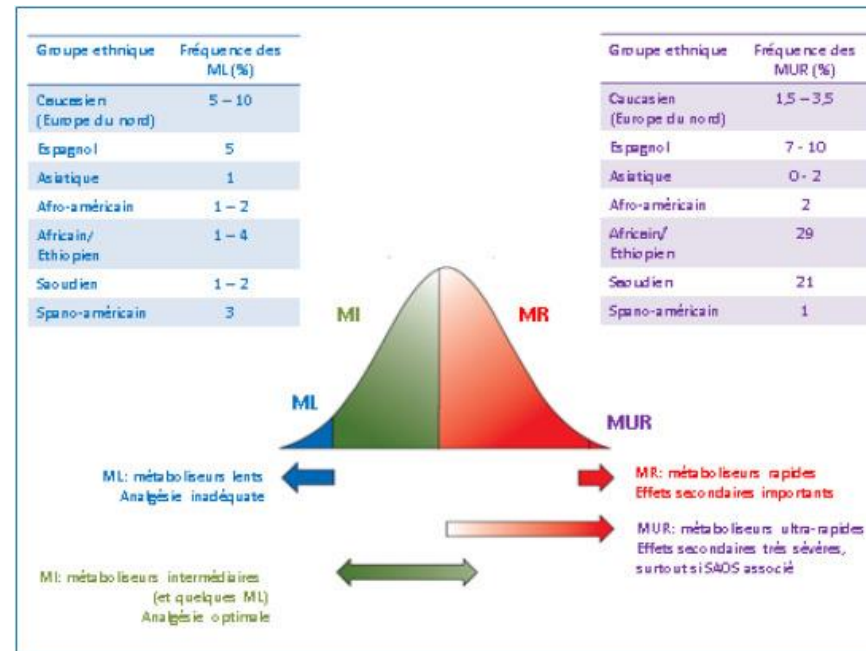 Groupe ethnique Fréquence des
ML (%)
Caucasien 5 – 10
(Europe du nord)
Espagnol 5
Asiatique 1
Afro-américain 1 – 2
Africain/ 1 – 4
Ethiopien
Saoudien 1 – 2
Spano-américain 3
Groupe ethnique Fréquence des
MUR (%)
Caucasien 1,5 – 3,5
(Europe du nord)
Espagnol 7 - 10
Asiatique 0 - 2
Afro-américain 2
Africain/ 29
Ethiopien
Saoudien 21
Spano-américain 1
MI
MR
ML
MUR
ML: métaboliseurs lents
Analgésie inadéquate
MR: métaboliseurs rapides
Effets secondaires importants
MUR: métaboliseurs ultra-rapides
Effets secondaires trés sévéres,
surtout si SAOS associé
MI: métaboliseurs intermédiaires
(et quelques ML)
Analgésie optimale